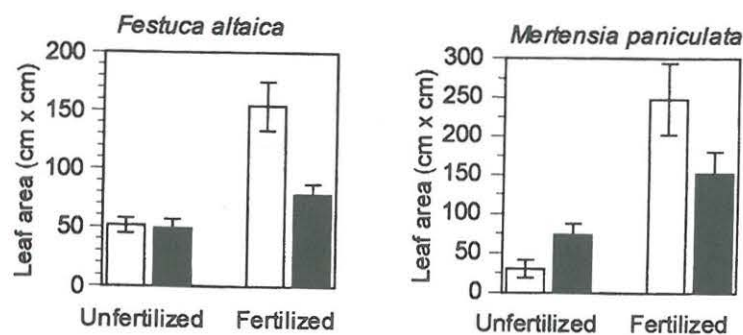 Festuca altaica
Leaf area (cm x cm)
200
150
100
50
0
Unfertilized Fertilized
Mertensia paniculata
Leaf area (cm x cm)
300
250
200
150
100
50
0
Unfertilized Fertilized